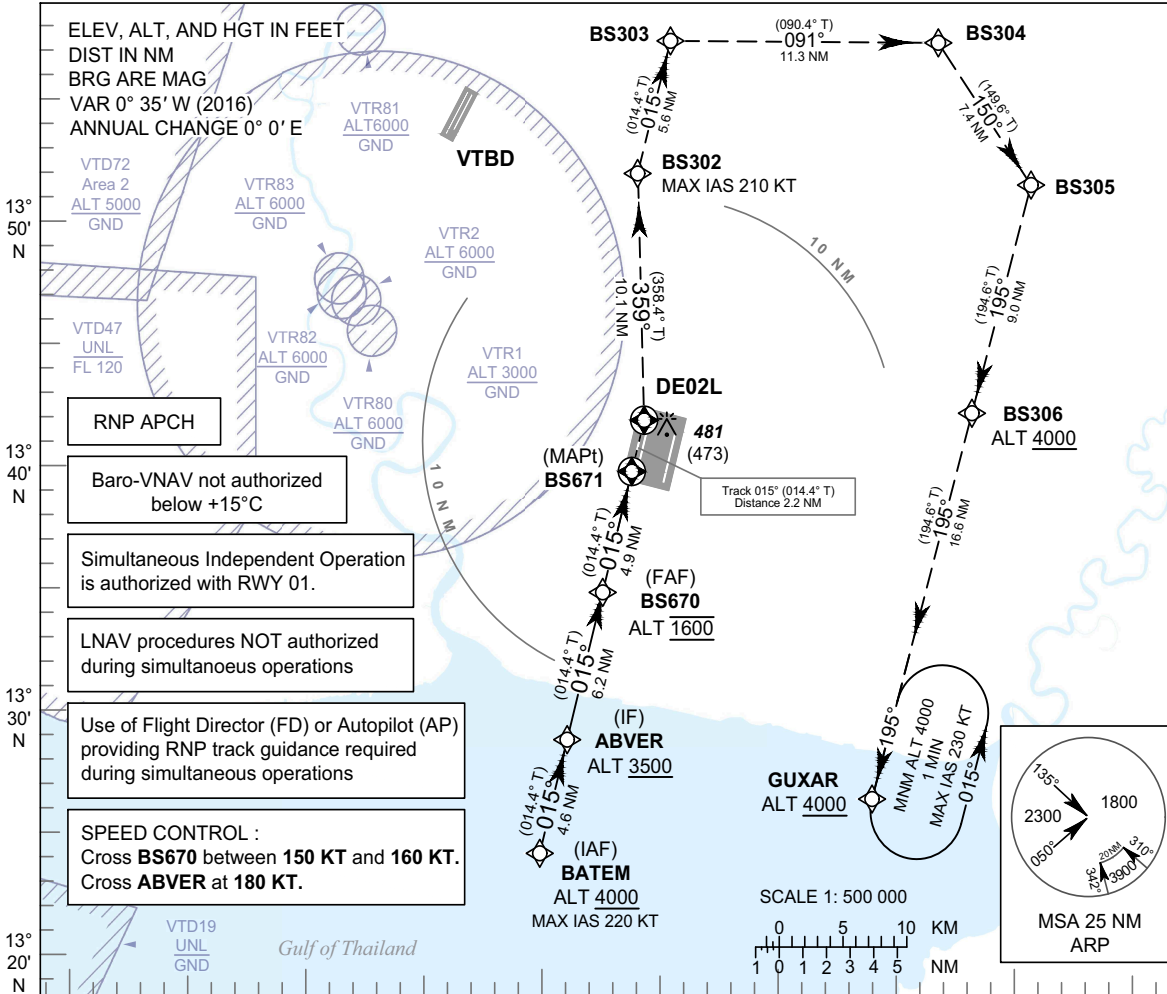 ELEV, ALT, AND HGT IN FEET
DIST IN NM
BRG ARE MAG
VAR 0° 35′ W (2016)
ANNUAL CHANGE 0° 0′ E
VTR81
ALT6000
GND
VTBD
VTD72
Area 2
ALT 5000
GND
VTR83
ALT 6000
GND
VTR2
ALT 6000
GND
VTD47
UNL
FL 120
VTR82
ALT 6000
GND
VTR1
ALT 3000
GND
VTR80
ALT 6000
GND
13°
50′
N
13°
40′
N
13°
30′
N
13°
20′
N
BS303
(090.4° T)
091°
11.3 NM
BS304
(014.4° T)
015°
5.6 NM
(149.6° T)
150°
7.4 NM
BS302
MAX IAS 210 KT
BS305
10 NM
(358.4° T)
359°
10.1 NM
(194.6° T)
195°
9.0 NM
DE02L
481
(473)
BS306
ALT 4000
(MAPt)
BS671
Track 015° (014.4° T)
Distance 2.2 NM
10 NM
(014.4° T)
015°
4.9 NM
(194.6° T)
195°
16.6 NM
(FAF)
BS670
ALT 1600
(014.4° T)
015°
6.2 NM
(IF)
ABVER
ALT 3500
195°
MNM ALT 4000
1 MIN
MAX IAS 230 KT
015°
GUXAR
ALT 4000
(014.4° T)
015°
4.6 NM
(IAF)
BATEM
ALT 4000
MAX IAS 220 KT
RNP APCH
Baro-VNAV not authorized
below +15°C
Simultaneous Independent Operation
is authorized with RWY 01.
LNAV procedures NOT authorized
during simultanoeus operations
Use of Flight Director (FD) or Autopilot (AP)
providing RNP track guidance required
during simultaneous operations
SPEED CONTROL :
Cross BS670 between 150 KT and 160 KT.
Cross ABVER at 180 KT.
VTD19
UNL
GND
Gulf of Thailand
SCALE 1: 500 000
0 5 10 KM
1 0 1 2 3 4 5 NM
135°
2300
1800
050°
20NM
310°
342°
3900
MSA 25 NM
ARP